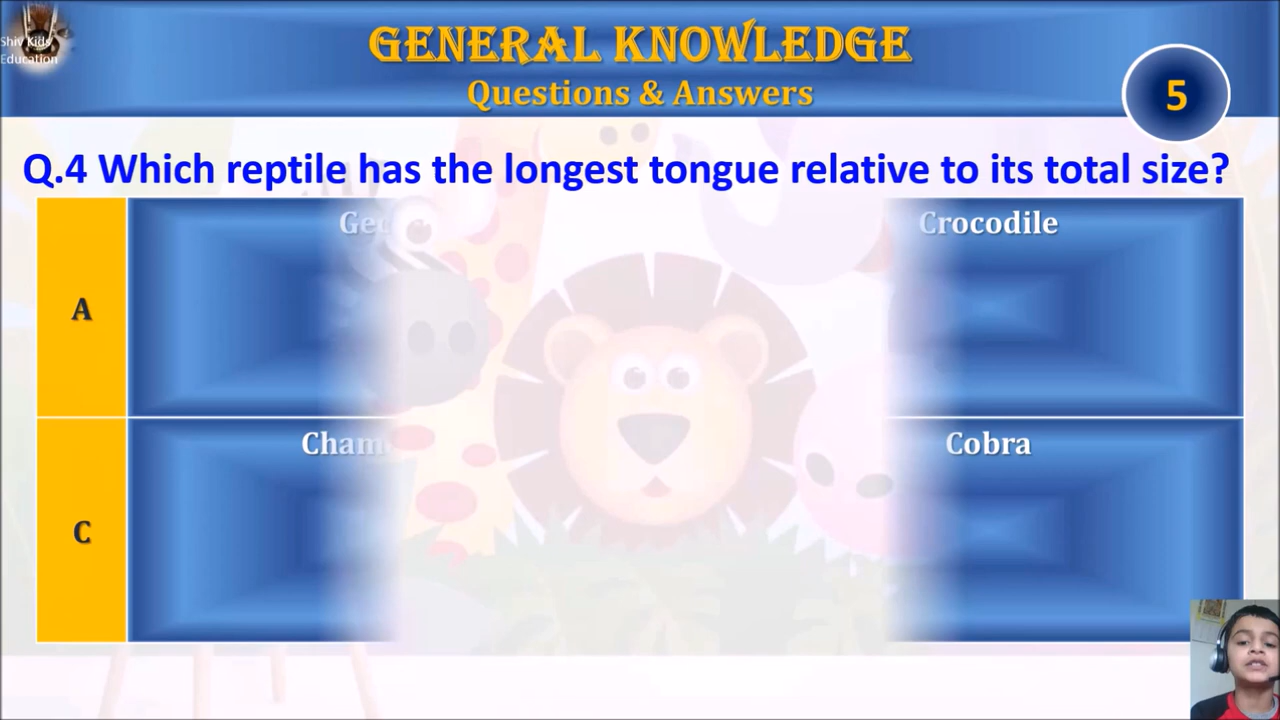 Shiv Kids
Education
GENERAL KNOWLEDGE
Questions & Answers
5
Q.4 Which reptile has the longest tongue relative to its total size?
A
Crocodile
C
Cobra